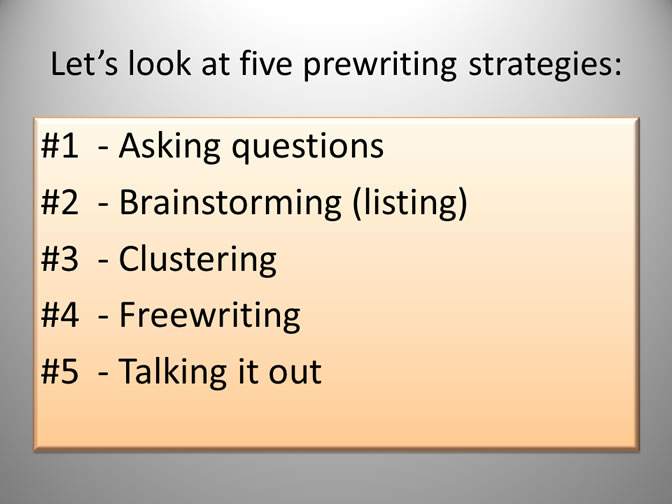 Let’s look at five prewriting strategies:
#1 - Asking questions
#2 - Brainstorming (listing)
#3 - Clustering
#4 - Freewriting
#5 - Talking it out